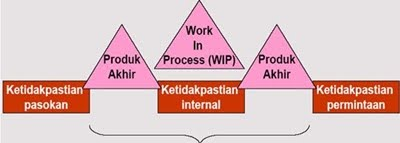 Work
In
Process (WIP)
Produk
Akhir
Produk
Akhir
Ketidakpastian
pasokan
Ketidakpastian
internal
Ketidakpastian
permintaan